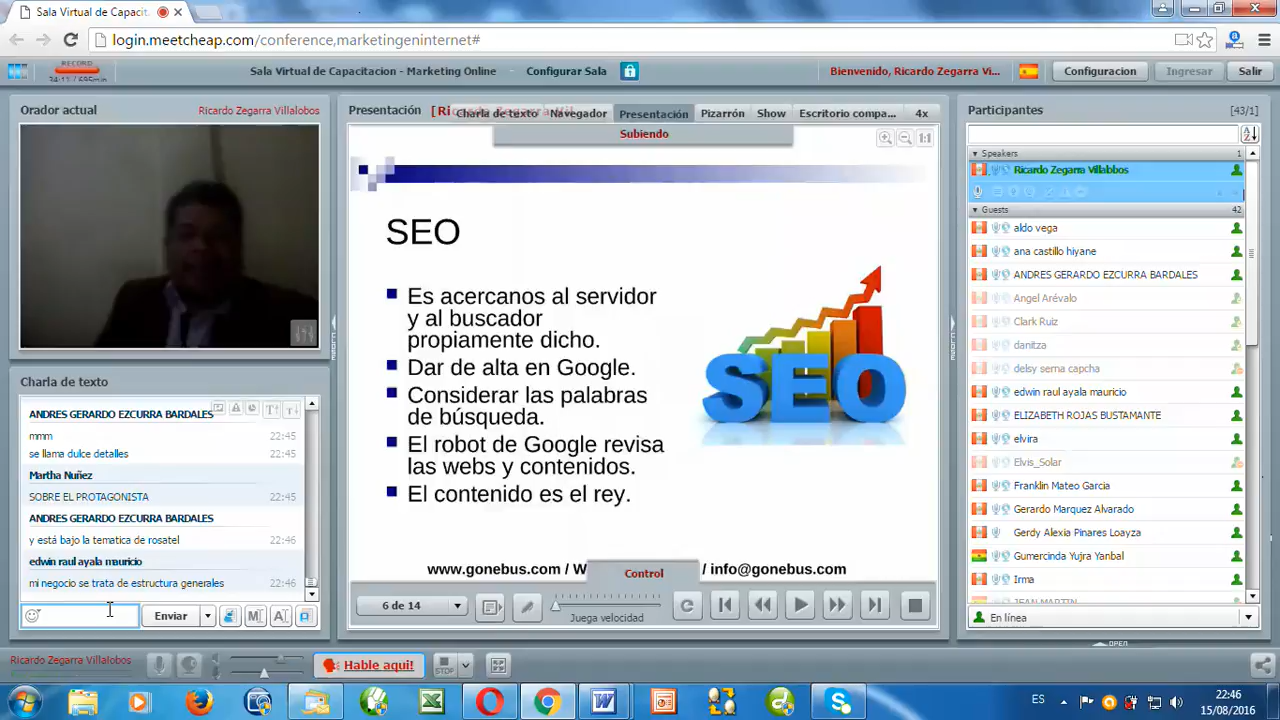 Sala Virtual de Capacit.
login.meetcheap.com/conference,marketingeninternet#
RECORD
Sala Virtual de Capacitacion - Marketing Online
Configurar Sala
Bienvenido, Ricardo Zegarra Vi...
Configuracion
Ingresar
Salir
Orador actual
Ricardo Zegarra Villalobos
Presentación
Charla de texto
Navegador
Presentación
Pizarrón
Show
Escritorio compa...
4x
Subiendo
1:1
SEO
Es acercanos al servidor
y al buscador
propiamente dicho.
Dar de alta en Google.
Considerar las palabras
de búsqueda.
El robot de Google revisa
las webs y contenidos.
El contenido es el rey.
SEO
www.gonebus.com / W
/ info@gonebus.com
Control
6 de 14
Juega velocidad
Charla de texto
ANDRES GERARDO EZCURRA BARDALES
mmm 22:45
se llama dulce detalles 22:45
Martha Nuñez
SOBRE EL PROTAGONISTA 22:45
ANDRES GERARDO EZCURRA BARDALES
y está bajo la tematica de rosatel 22:46
edwin raul ayala mauricio
mi negocio se trata de estructura generales 22:46
Enviar
Participantes
[43/1]
Speakers 1
Ricardo Zegarra Villalobos
Guests 42
aldo vega
ana castillo hiyane
ANDRES GERARDO EZCURRA BARDALES
Angel Arévalo
Clark Ruiz
danitza
delsy serna capcha
edwin raul ayala mauricio
ELIZABETH ROJAS BUSTAMANTE
elvira
Elvis_Solar
Franklin Mateo Garcia
Gerardo Marquez Alvarado
Gerdy Alexia Pinares Loayza
Gumercinda Yujra Yanbal
Irma
En línea
OPEN
Ricardo Zegarra Villalobos
Hable aqui!
STOP
ES
22:46
15/08/2016